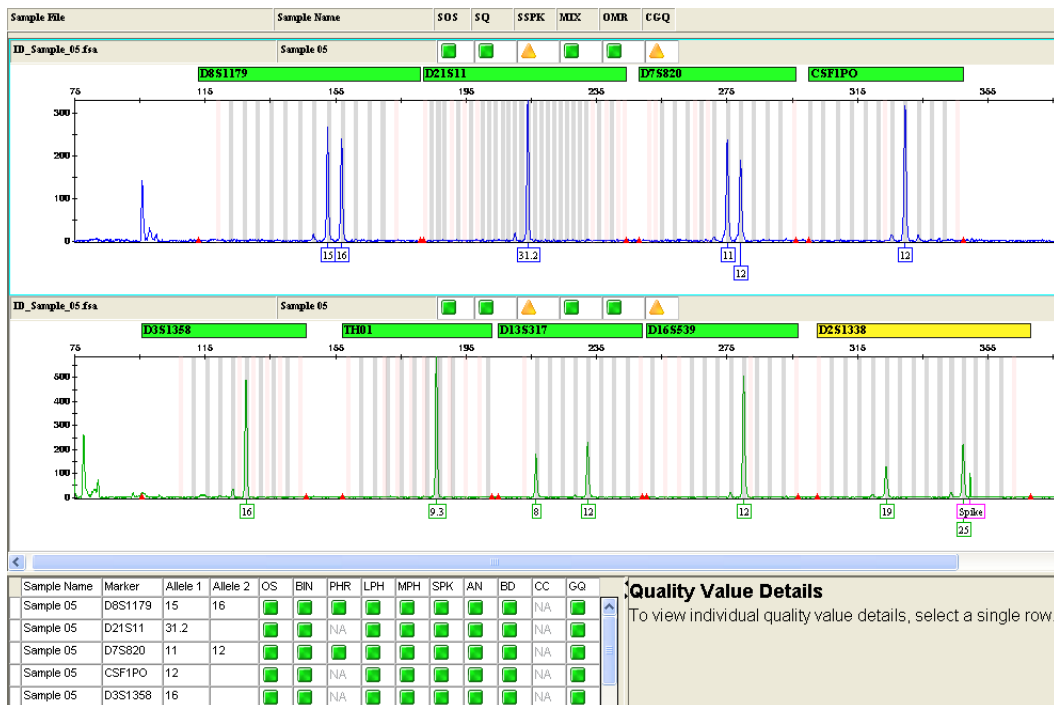 Sample File Sample Name SOS SQ SSPK MIX OMR CGQ
ID_Sample_05.fsa Sample 05
D8S1179 D21S11 D7S820 CSF1PO
75 115 155 195 235 275 315 355
300
200
100
0
15 16 31.2 11 12
12
ID_Sample_05.fsa Sample 05
D3S1358 TH01 D13S317 D16S539 D2S1338
75 115 155 195 235 275 315 355
500
400
300
200
100
0
16 9.3 8 12 12 19 Spike
25
Sample Name Marker Allele 1 Allele 2 OS BIN PHR LPH MPH SPK AN BD CC GQ
Sample 05 D8S1179 15 16 NA
Sample 05 D21S11 31.2 NA NA
Sample 05 D7S820 11 12 NA
Sample 05 CSF1PO 12 NA NA
Sample 05 D3S1358 16 NA NA
Quality Value Details
To view individual quality value details, select a single row.